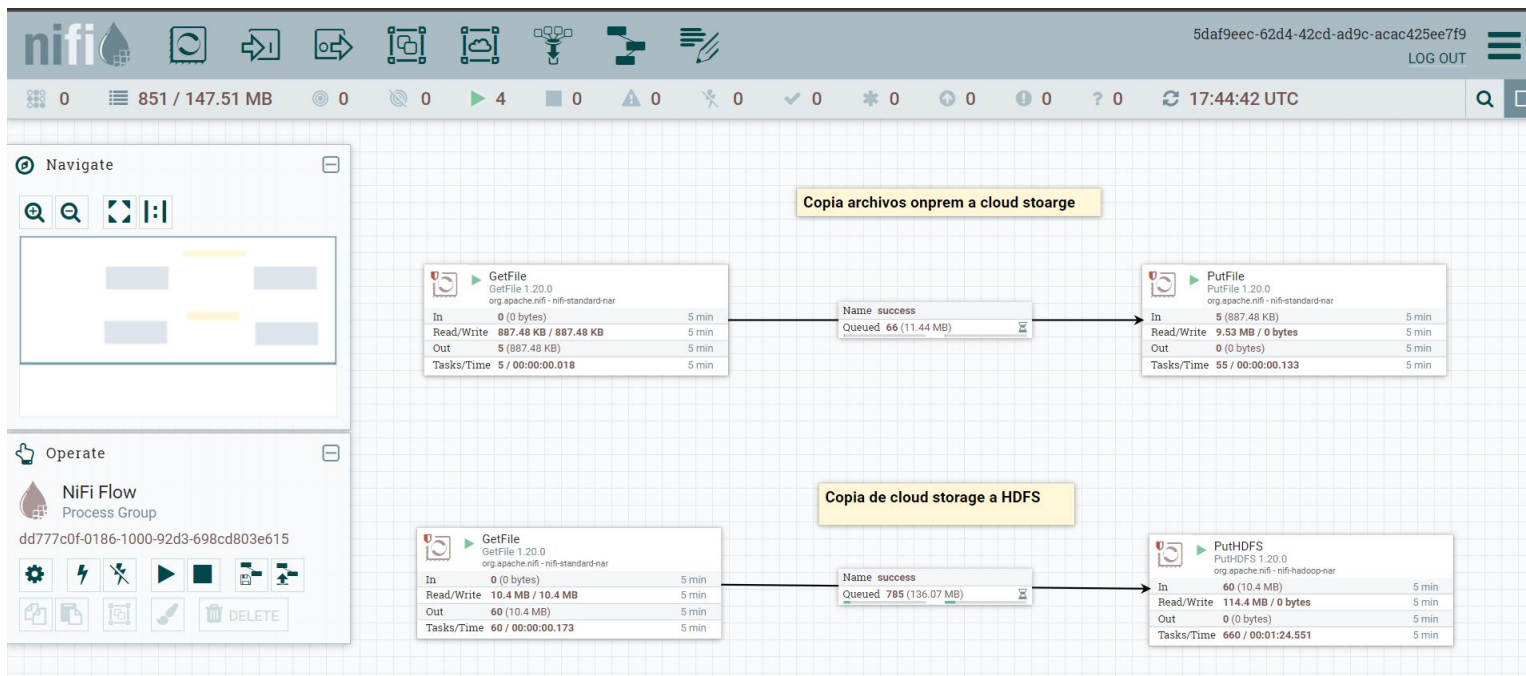 nifi
5daf9eec-62d4-42cd-ad9c-acac425ee7f9
LOG OUT
0 851 / 147.51 MB 0 0 4 0 0 0 0 0 0 0 ? 0 17:44:42 UTC
Navigate
Copia archivos onprem a cloud stoarge
GetFile
GetFile 1.20.0
org.apache.nifi - nifi-standard-nar
In 0 (0 bytes) 5 min
Read/Write 887.48 KB / 887.48 KB 5 min
Out 5 (887.48 KB) 5 min
Tasks/Time 5 / 00:00:00.018 5 min
Name success
Queued 66 (11.44 MB)
PutFile
PutFile 1.20.0
org.apache.nifi - nifi-standard-nar
In 5 (887.48 KB) 5 min
Read/Write 9.53 MB / 0 bytes 5 min
Out 0 (0 bytes) 5 min
Tasks/Time 55 / 00:00:00.133 5 min
Operate
NiFi Flow
Process Group
dd777c0f-0186-1000-92d3-698cd803e615
DELETE
Copia de cloud storage a HDFS
GetFile
GetFile 1.20.0
org.apache.nifi - nifi-standard-nar
In 0 (0 bytes) 5 min
Read/Write 10.4 MB / 10.4 MB 5 min
Out 60 (10.4 MB) 5 min
Tasks/Time 60 / 00:00:00.173 5 min
Name success
Queued 785 (136.07 MB)
PutHDFS
PutHDFS 1.20.0
org.apache.nifi - nifi-hadoop-nar
In 60 (10.4 MB) 5 min
Read/Write 114.4 MB / 0 bytes 5 min
Out 0 (0 bytes) 5 min
Tasks/Time 660 / 00:01:24.551 5 min